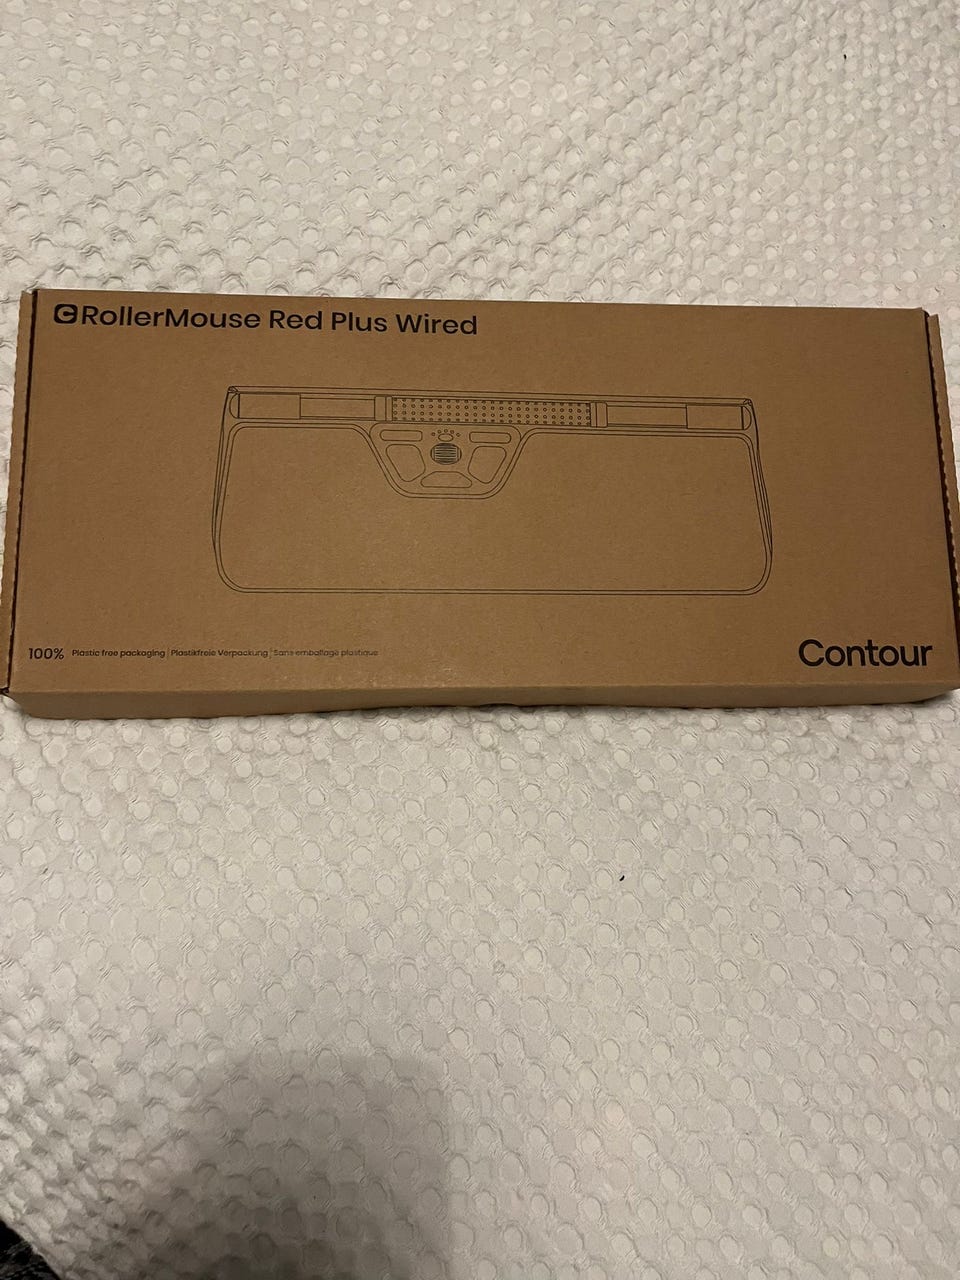 RollerMouse Red Plus Wired
100% Plastic free packaging | Plastikfreie Verpackung | Sans emballage plastique
Contour